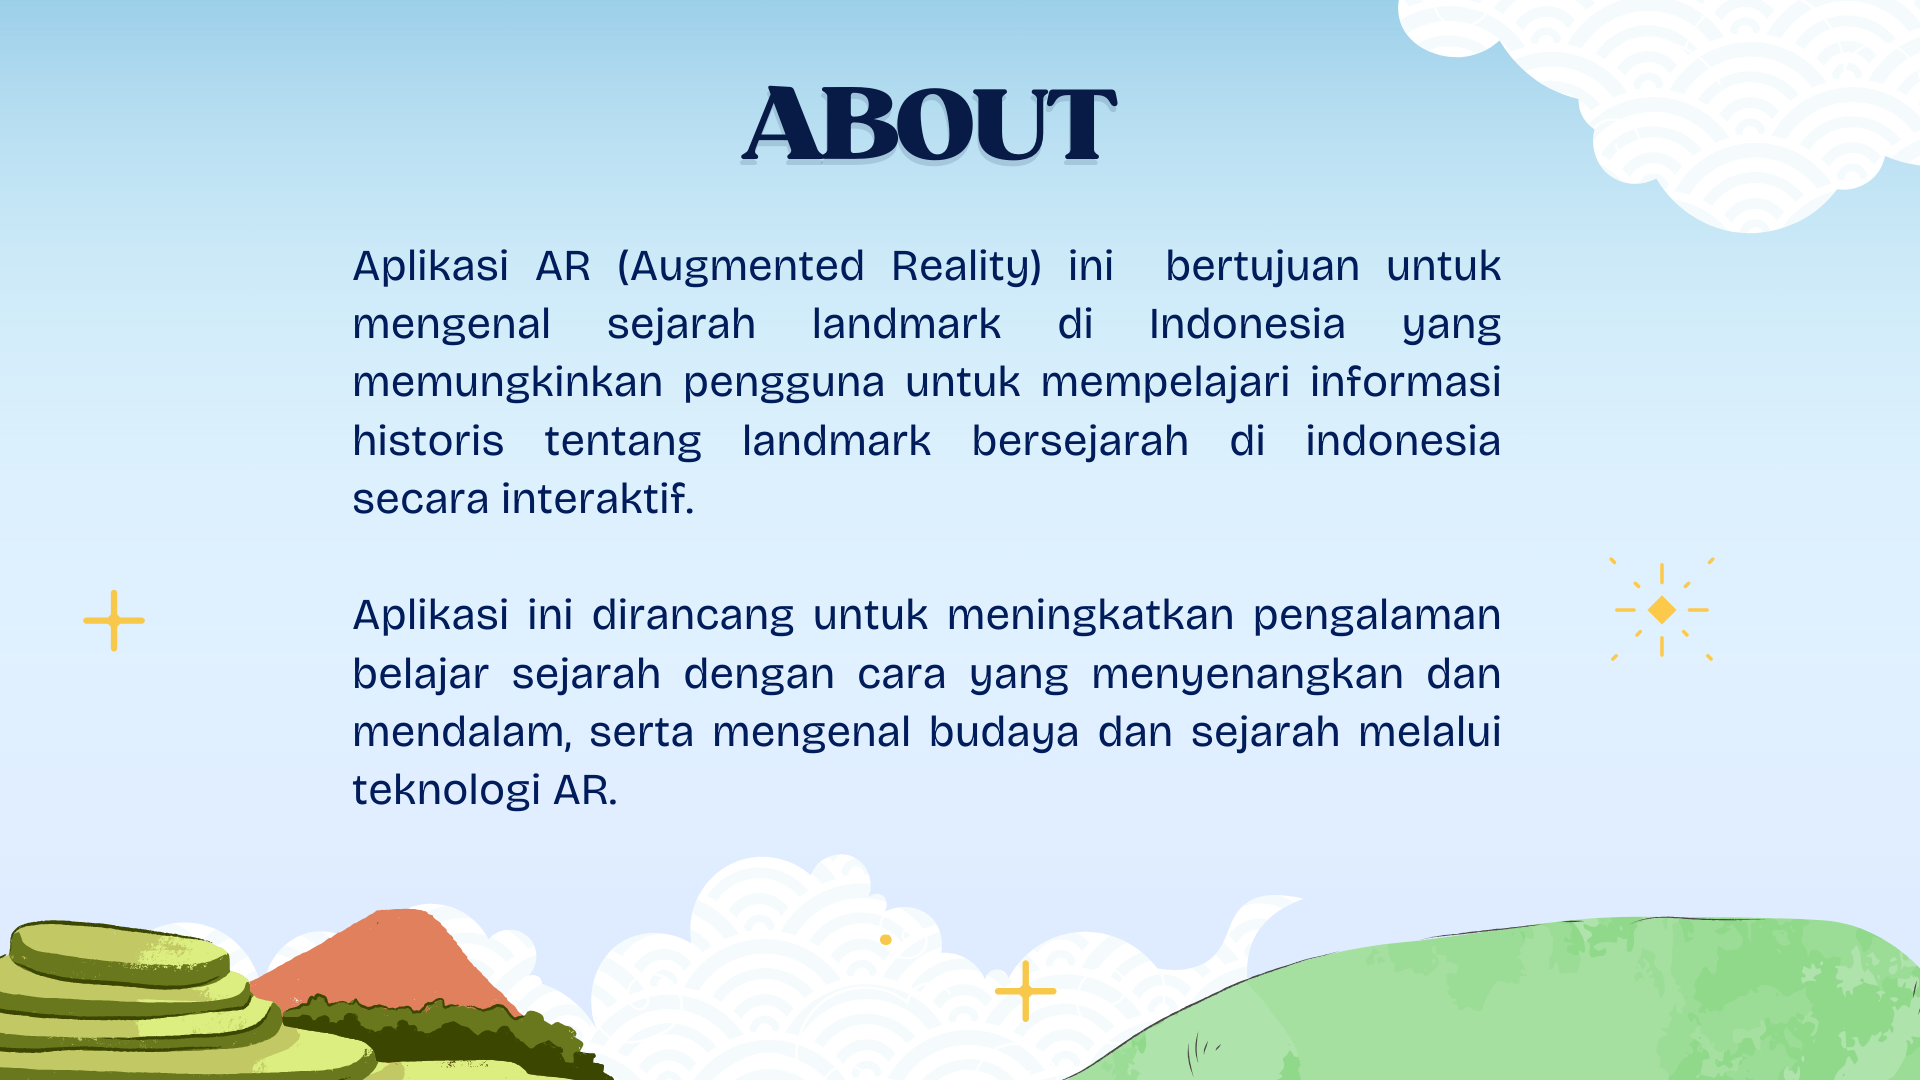 ABOUT
Aplikasi AR (Augmented Reality) ini bertujuan untuk
mengenal sejarah landmark di Indonesia yang
memungkinkan pengguna untuk mempelajari informasi
historis tentang landmark bersejarah di indonesia
secara interaktif.
Aplikasi ini dirancang untuk meningkatkan pengalaman
belajar sejarah dengan cara yang menyenangkan dan
mendalam, serta mengenal budaya dan sejarah melalui
teknologi AR.